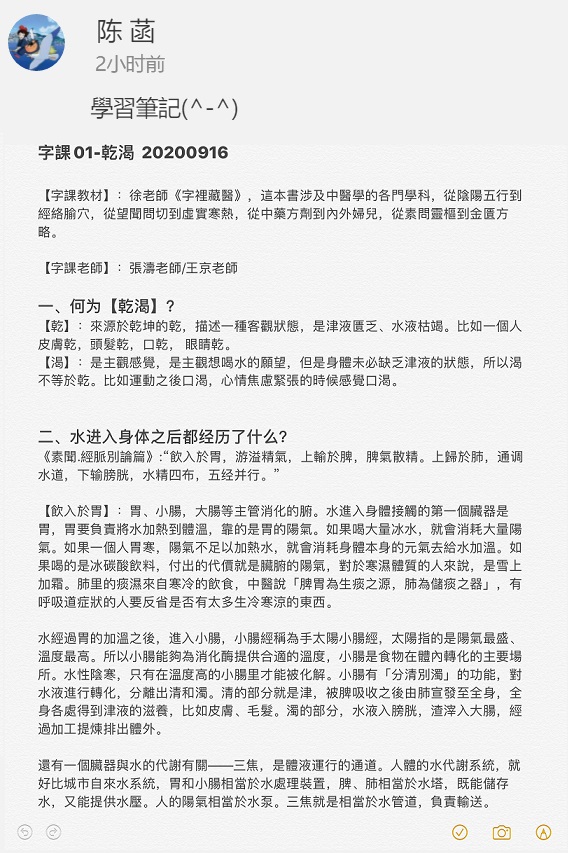 陈 菡
2小时前
學習筆記(^-^)
字課01-乾渴 20200916
【字課教材】：徐老師《字裡藏醫》，這本書涉及中醫學的各門學科，從陰陽五行到
經絡腧穴，從望聞問切到虛實寒熱，從中藥方劑到內外婦兒，從素問靈樞到金匱方
略。
【字課老師】：張濤老師/王京老師
一、何为【乾渴】?
【乾】：來源於乾坤的乾，描述一種客觀狀態，是津液匱乏、水液枯竭。比如一個人
皮膚乾，頭髮乾，口乾， 眼睛乾。
【渴】：是主觀感覺，是主觀想喝水的願望，但是身體未必缺乏津液的狀態，所以渴
不等於乾。比如運動之後口渴，心情焦慮緊張的時候感覺口渴。
二、水进入身体之后都经历了什么?
《素聞.經脈別論篇》:“飲入於胃，游溢精氣，上輸於脾，脾氣散精。上歸於肺，通调
水道，下输膀胱，水精四布，五经并行。”
【飲入於胃】：胃、小腸，大腸等主管消化的腑。水進入身體接觸的第一個臟器是
胃，胃要負責將水加熱到體溫，靠的是胃的陽氣。如果喝大量冰水，就會消耗大量陽
氣。如果一個人胃寒，陽氣不足以加熱水，就會消耗身體本身的元氣去給水加溫。如
果喝的是冰碳酸飲料，付出的代價就是臟腑的陽氣，對於寒濕體質的人來說，是雪上
加霜。肺里的痰濕來自寒冷的飲食，中醫說「脾胃為生痰之源，肺為儲痰之器」，有
呼吸道症狀的人要反省是否有太多生冷寒涼的東西。
水經過胃的加溫之後，進入小腸，小腸經稱為手太陽小腸經，太陽指的是陽氣最盛、
溫度最高。所以小腸能夠為消化酶提供合適的溫度，小腸是食物在體內轉化的主要場
所。水性陰寒，只有在溫度高的小腸里才能被化解。小腸有「分清別濁」的功能，對
水液進行轉化，分離出清和濁。清的部分就是津，被脾吸收之後由肺宣發至全身，全
身各處得到津液的滋養，比如皮膚、毛髮。濁的部分，水液入膀胱，渣滓入大腸，經
過加工提煉排出體外。
還有一個臟器與水的代謝有關——三焦，是體液運行的通道。人體的水代謝系統，就
好比城市自來水系統，胃和小腸相當於水處理裝置，脾、肺相當於水塔，既能儲存
水，又能提供水壓。人的陽氣相當於水泵。三焦就是相當於水管道，負責輸送。